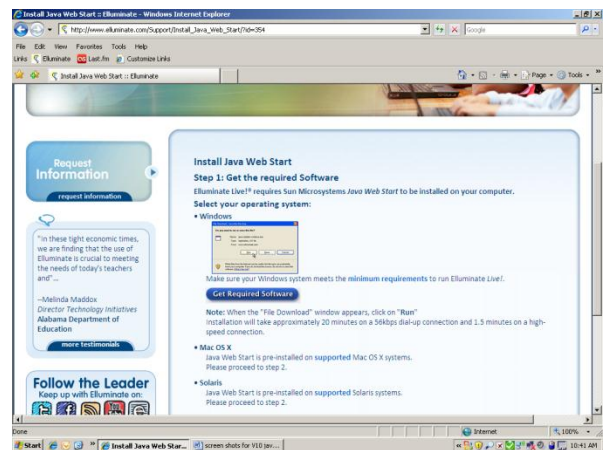 Install Java Web Start :: Elluminate - Windows Internet Explorer
http://www.elluminate.com/Support/Install_Java_Web_Start/?id=354
Google
File Edit View Favorites Tools Help
Links Elluminate Last.fm Customize Links
Install Java Web Start :: Elluminate
Page Tools
Request
Information
request information
"In these tight economic times,
we are finding that the use of
Elluminate is crucial to meeting
the needs of today's teachers
and"...
--Melinda Maddox
Director Technology Initiatives
Alabama Department of
Education
more testimonials
Follow the Leader
Keep up with Elluminate on:
Install Java Web Start
Step 1: Get the required Software
Elluminate Live!® requires Sun Microsystems Java Web Start to be installed on your computer.
Select your operating system:
• Windows
Make sure your Windows system meets the minimum requirements to run Elluminate Live!.
Get Required Software
Note: When the "File Download" window appears, click on "Run"
Installation will take approximately 20 minutes on a 56kbps dial-up connection and 1.5 minutes on a high-
speed connection.
• Mac OS X
Java Web Start is pre-installed on supported Mac OS X systems.
Please proceed to step 2.
• Solaris
Java Web Start is pre-installed on supported Solaris systems.
Please proceed to step 2.
Done
Internet
100%
Start
Install Java Web Star...
screen shots for V10 jav...
10:41 AM